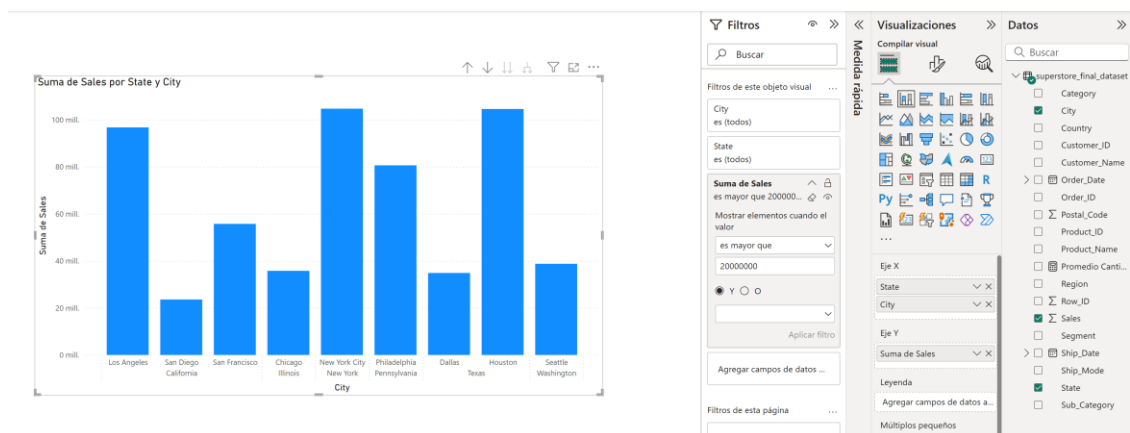 Suma de Sales por State y City
100 mill.
80 mill.
60 mill.
40 mill.
20 mill.
0 mill.
Suma de Sales
Los Angeles San Diego San Francisco Chicago New York City Philadelphia Dallas Houston Seattle
California Illinois New York Pennsylvania Texas Washington
City
Filtros
Buscar
Filtros de este objeto visual ...
City
es (todos)
State
es (todos)
Suma de Sales
es mayor que 200000...
Mostrar elementos cuando el
valor
es mayor que
20000000
Y O
Aplicar filtro
Agregar campos de datos ...
Filtros de esta página ...
Medida rápida
Visualizaciones
Compilar visual
R
Py
...
Eje X
State
City
Eje Y
Suma de Sales
Leyenda
Agregar campos de datos a...
Múltiplos pequeños
Datos
Buscar
superstore_final_dataset
Category
City
Country
Customer_ID
Customer_Name
Order_Date
Order_ID
Postal_Code
Product_ID
Product_Name
Promedio Canti...
Region
Row_ID
Sales
Segment
Ship_Date
Ship_Mode
State
Sub_Category